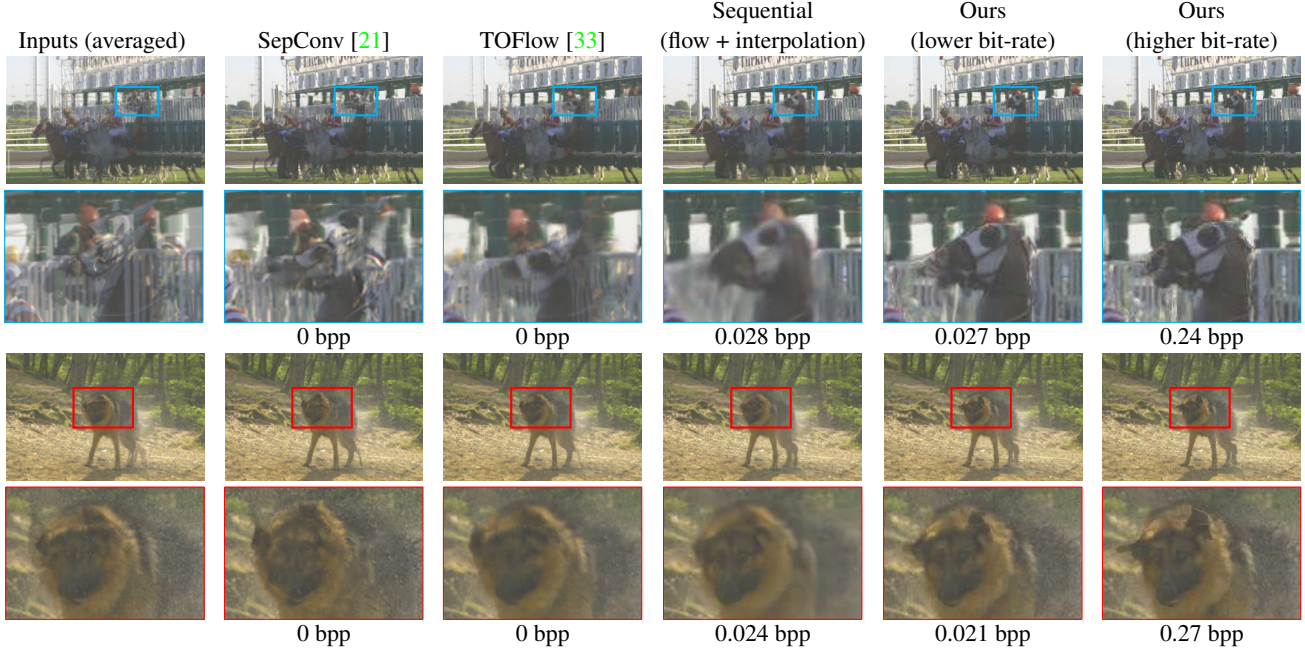 Inputs (averaged)
SepConv [21]
TOFlow [33]
Sequential
(flow + interpolation)
Ours
(lower bit-rate)
Ours
(higher bit-rate)
0 bpp
0 bpp
0.028 bpp
0.027 bpp
0.24 bpp
0 bpp
0 bpp
0.024 bpp
0.021 bpp
0.27 bpp